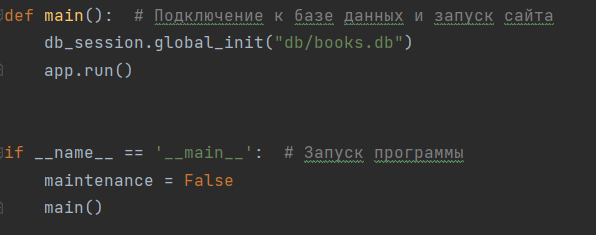 def main():  # Подключение к базе данных и запуск сайта
    db_session.global_init("db/books.db")
    app.run()
if __name__ == '__main__':  # Запуск программы
    maintenance = False
    main()